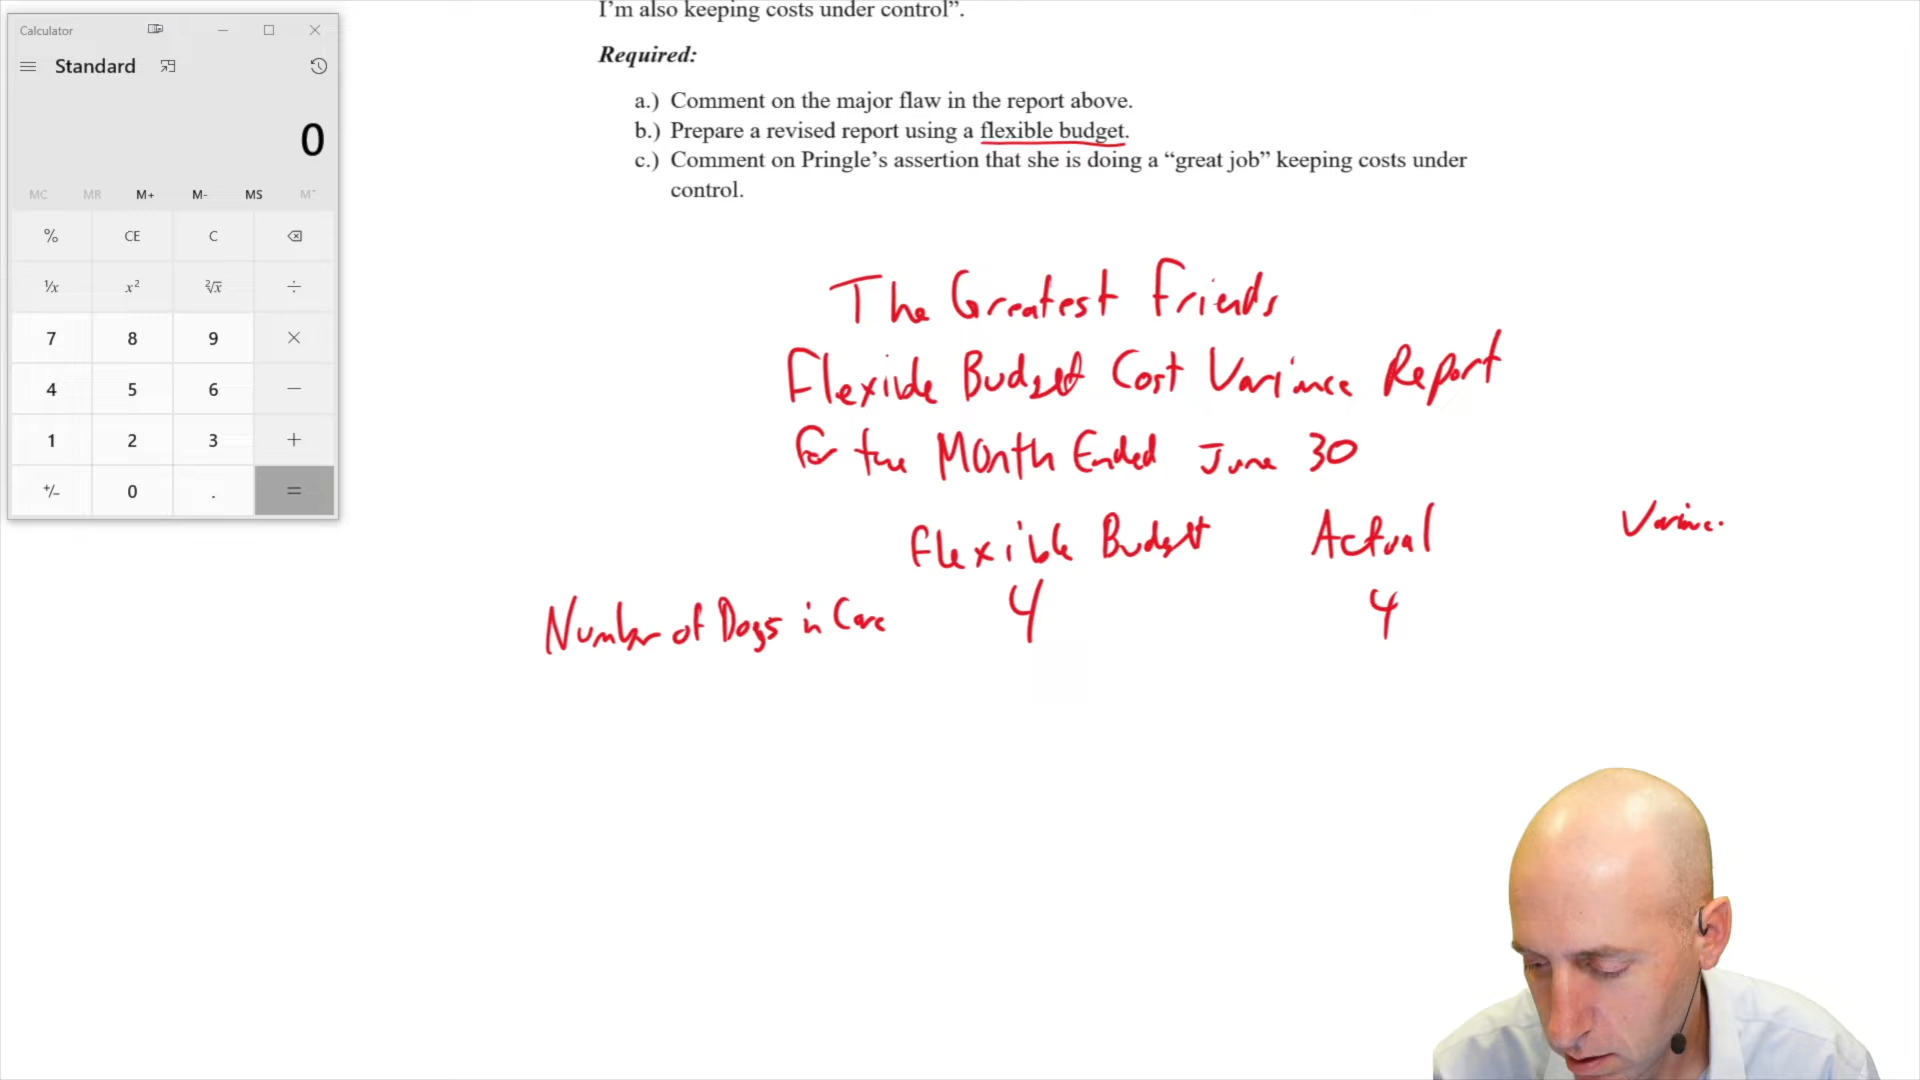 I'm also keeping costs under control”.
Calculator
Standard
0
MC MR M+ M- MS M˅
% CE C
¹/x x² ²√x ÷
7 8 9 ×
4 5 6 −
1 2 3 +
+/− 0 . =
Required:
a.) Comment on the major flaw in the report above.
b.) Prepare a revised report using a flexible budget.
c.) Comment on Pringle’s assertion that she is doing a “great job” keeping costs under
control.
The Greatest Friends
Flexible Budget Cost Variance Report
For the Month Ended June 30
Flexible Budget Actual Variance
Number of Dogs in Care 4 4